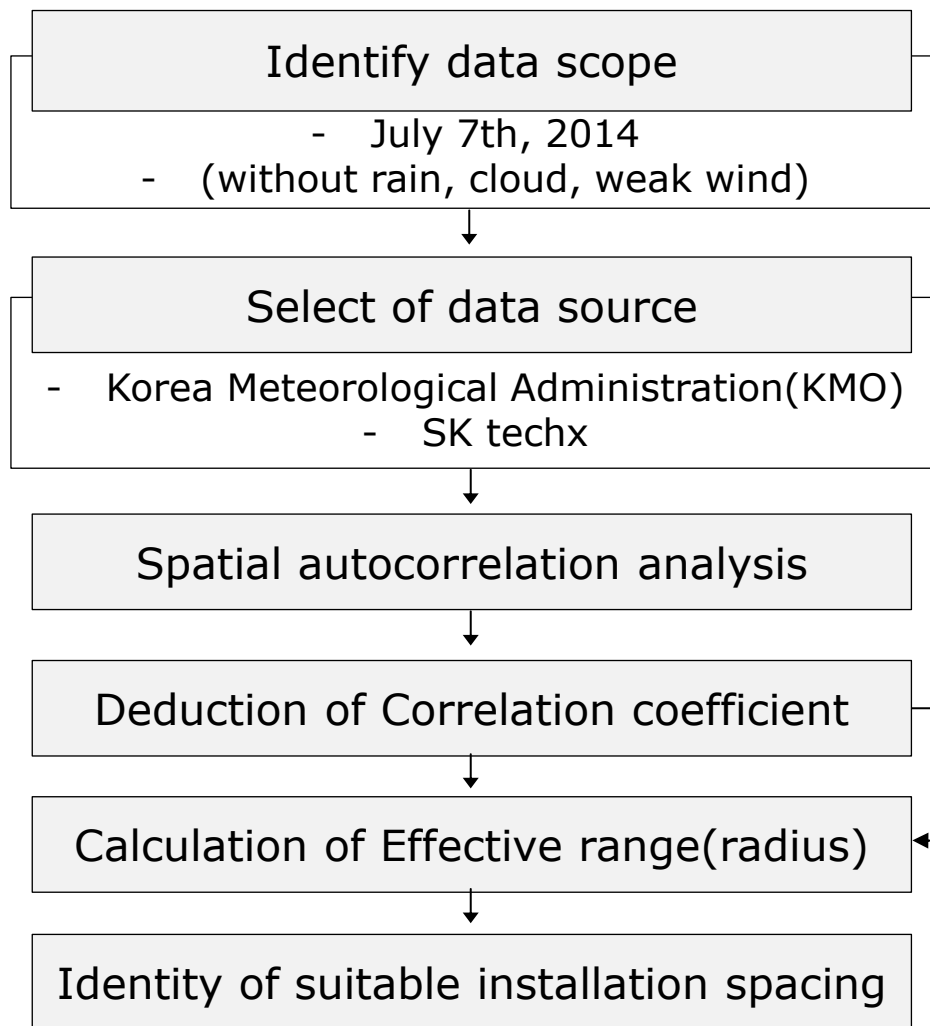 Identify data scope
- July 7th, 2014
- (without rain, cloud, weak wind)
Select of data source
- Korea Meteorological Administration(KMO)
- SK techx
Spatial autocorrelation analysis
Deduction of Correlation coefficient
Calculation of Effective range(radius)
Identity of suitable installation spacing